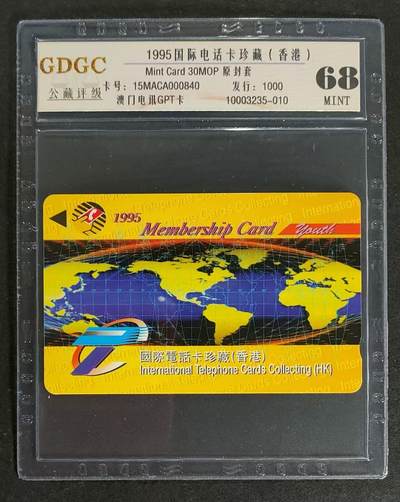 GDGC
公藏评级
1995国际电话卡珍藏(香港)
Mint Card 30MOP 原封套
卡号: 15MACA000840 发行: 1000
澳门电讯GPT卡 10003235-010
68
MINT
1995 Membership Card Youth
國際電話卡珍藏(香港)
International Telephone Cards Collecting (HK)